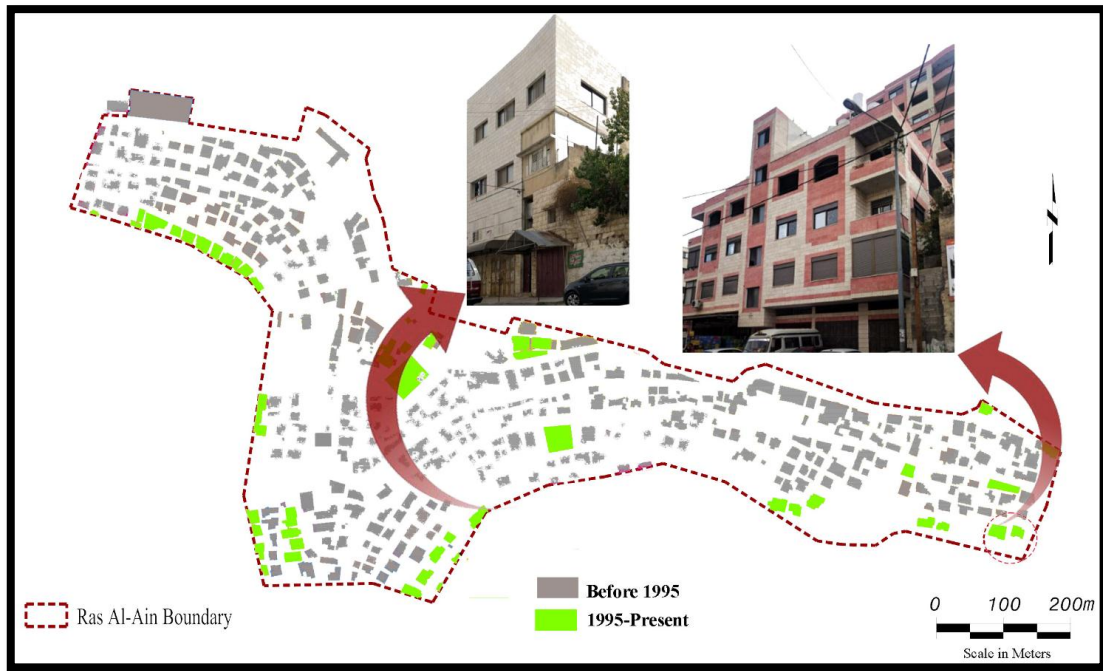 Before 1995
1995-Present
Ras Al-Ain Boundary
0 100 200m
Scale in Meters